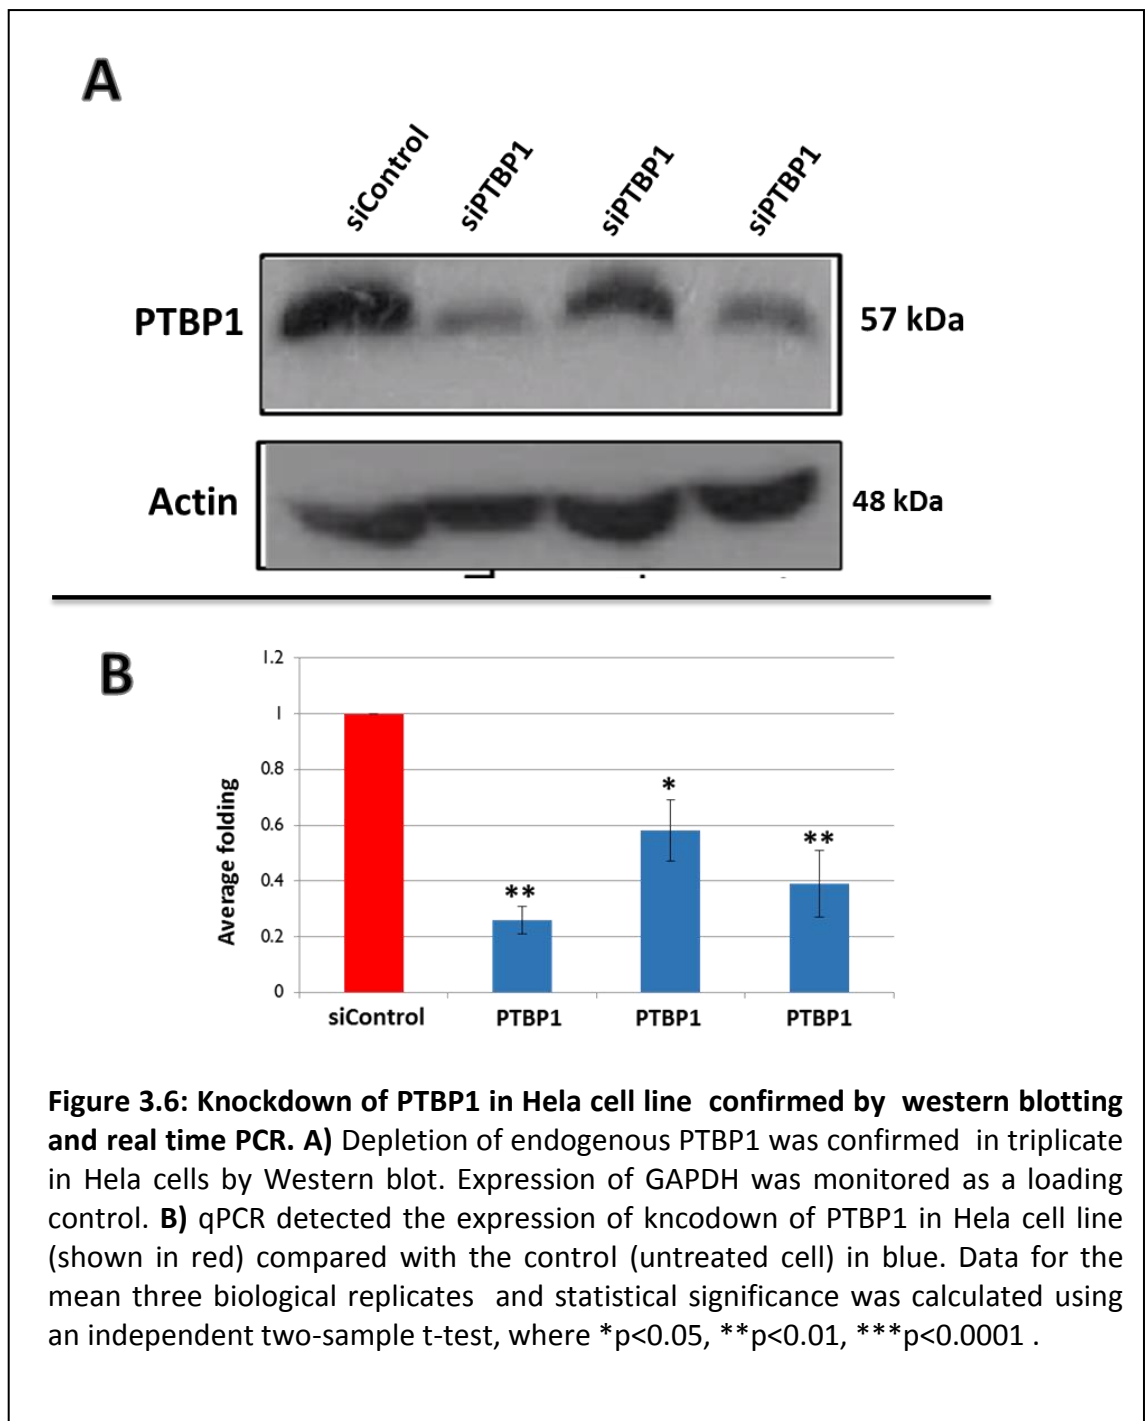 A
siControl siPTBP1 siPTBP1 siPTBP1
PTBP1 57 kDa
Actin 48 kDa
B
1.2
1
0.8
0.6
0.4
0.2
0
Average folding
** * **
siControl PTBP1 PTBP1 PTBP1
Figure 3.6: Knockdown of PTBP1 in Hela cell line confirmed by western blotting
and real time PCR. A) Depletion of endogenous PTBP1 was confirmed in triplicate
in Hela cells by Western blot. Expression of GAPDH was monitored as a loading
control. B) qPCR detected the expression of kncodown of PTBP1 in Hela cell line
(shown in red) compared with the control (untreated cell) in blue. Data for the
mean three biological replicates and statistical significance was calculated using
an independent two-sample t-test, where *p<0.05, **p<0.01, ***p<0.0001 .